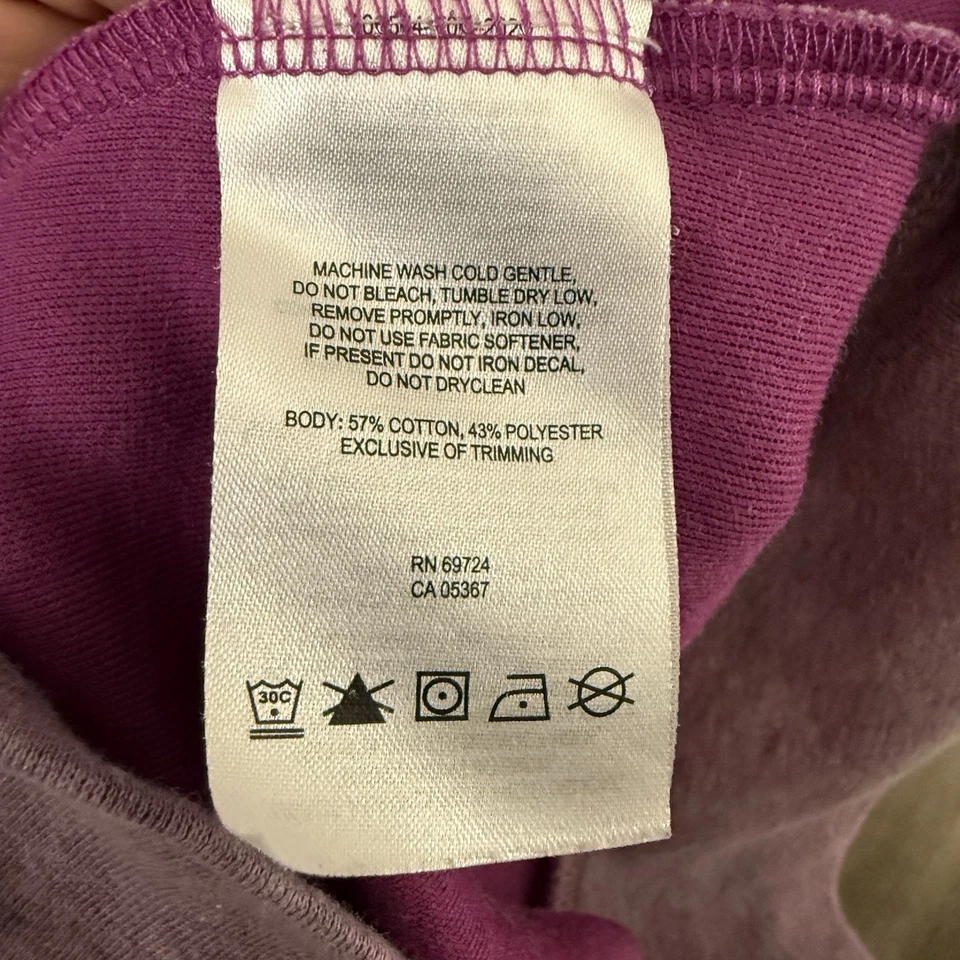 MACHINE WASH COLD GENTLE,
DO NOT BLEACH, TUMBLE DRY LOW,
REMOVE PROMPTLY, IRON LOW,
DO NOT USE FABRIC SOFTENER,
IF PRESENT DO NOT IRON DECAL,
DO NOT DRYCLEAN
BODY: 57% COTTON, 43% POLYESTER
EXCLUSIVE OF TRIMMING
RN 69724
CA 05367
30C